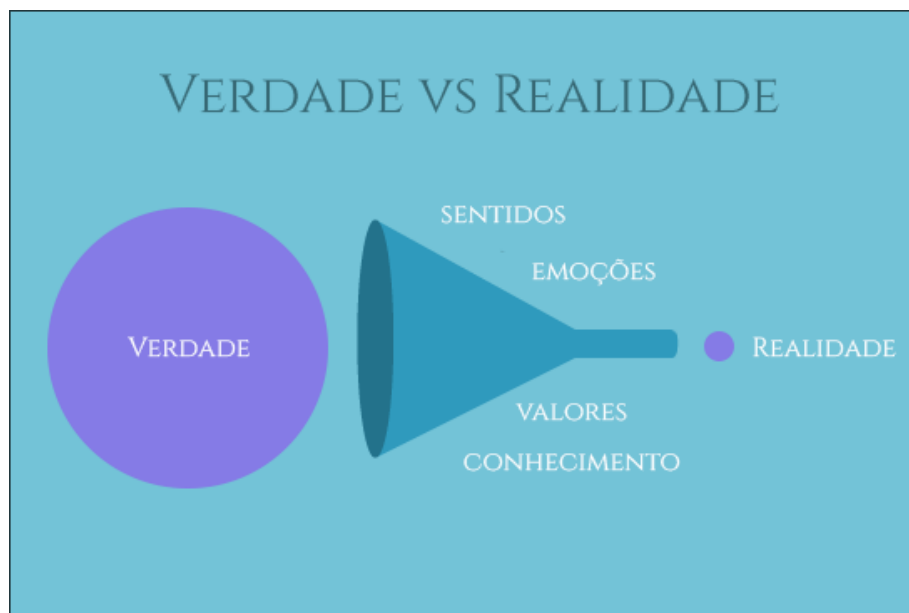 Verdade vs Realidade
sentidos
emoções
Verdade
Realidade
valores
conhecimento